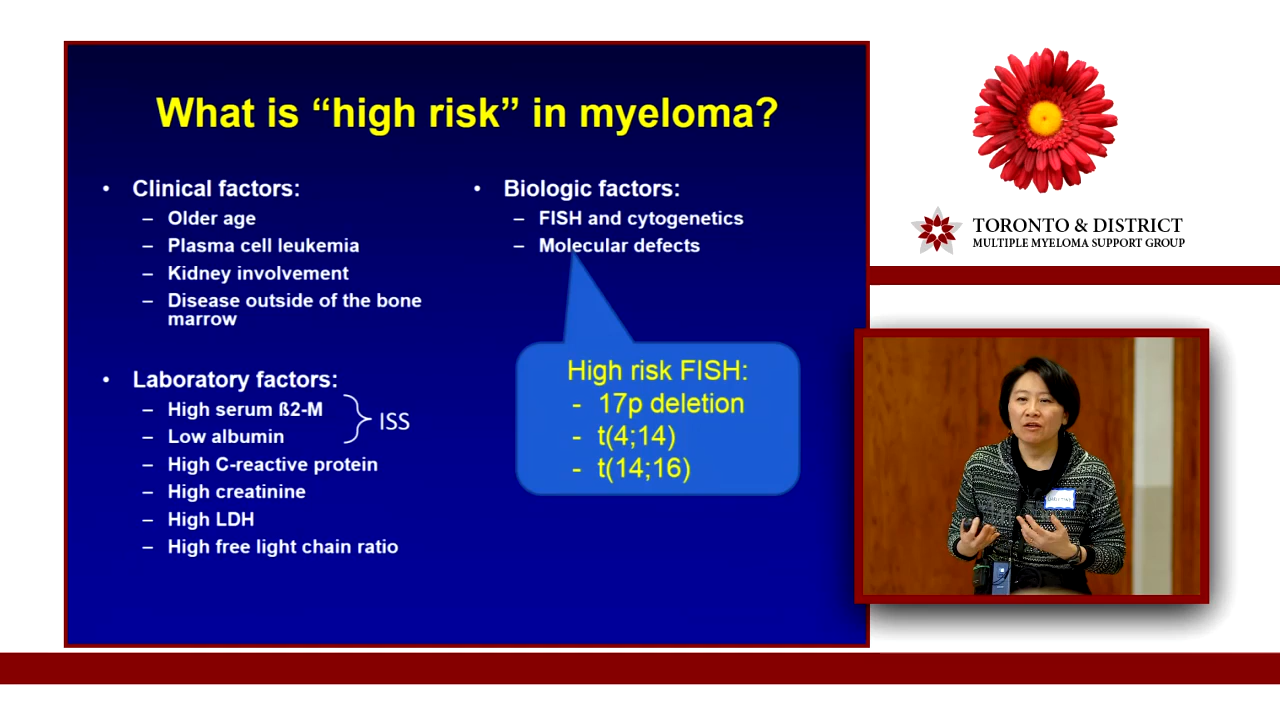 What is “high risk” in myeloma?
• Clinical factors:
– Older age
– Plasma cell leukemia
– Kidney involvement
– Disease outside of the bone
marrow
• Laboratory factors:
– High serum ß2-M
– Low albumin
ISS
– High C-reactive protein
– High creatinine
– High LDH
– High free light chain ratio
• Biologic factors:
– FISH and cytogenetics
– Molecular defects
High risk FISH:
- 17p deletion
- t(4;14)
- t(14;16)
TORONTO & DISTRICT
MULTIPLE MYELOMA SUPPORT GROUP